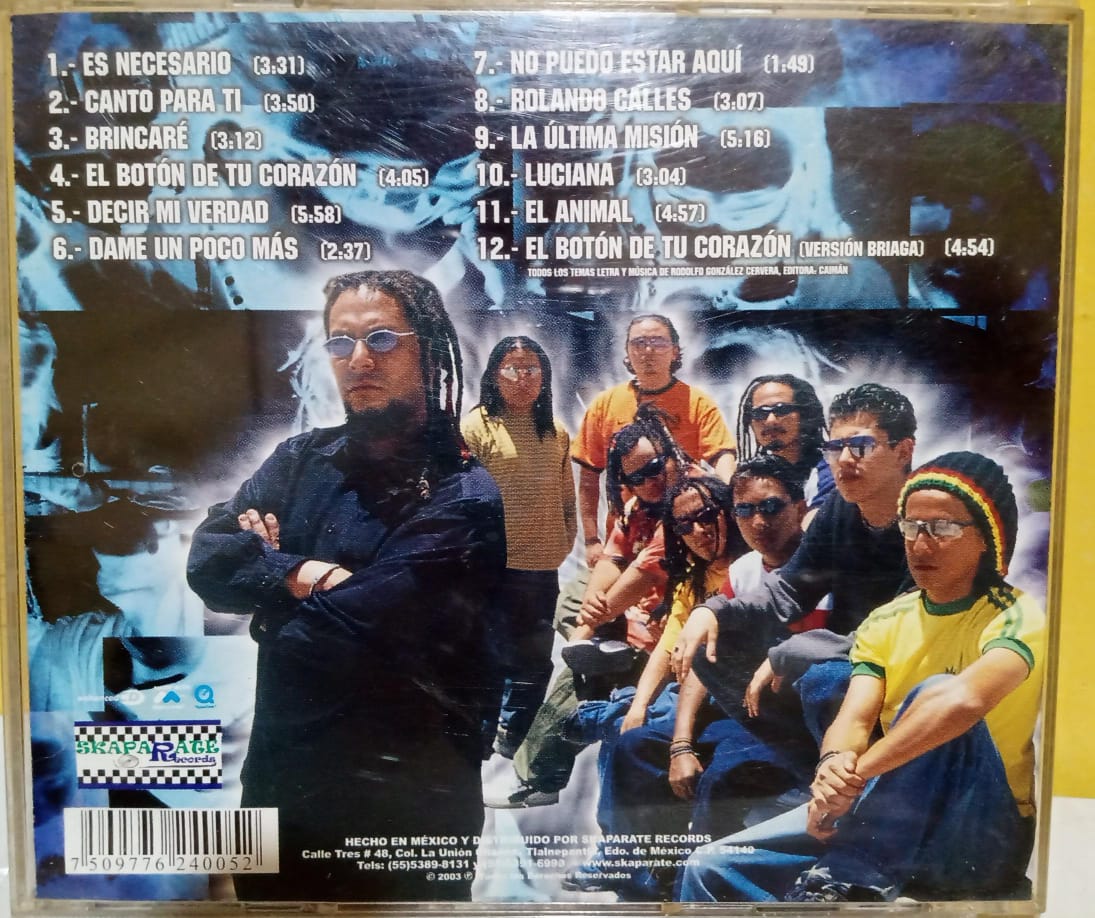 1.- ES NECESARIO (3:31)
2.- CANTO PARA TI (3:50)
3.- BRINCARÉ (3:12)
4.- EL BOTÓN DE TU CORAZÓN (4:05)
5.- DECIR MI VERDAD (5:58)
6.- DAME UN POCO MÁS (2:37)
7.- NO PUEDO ESTAR AQUÍ (1:49)
8.- ROLANDO CALLES (3:07)
9.- LA ÚLTIMA MISIÓN (5:16)
10.- LUCIANA (3:04)
11.- EL ANIMAL (4:57)
12.- EL BOTÓN DE TU CORAZÓN (VERSIÓN BRIAGA) (4:54)
TODOS LOS TEMAS LETRA Y MÚSICA DE RODOLFO GONZÁLEZ CERVERA, EDITORA: CAIMÁN
SKAPARATE
Records
7 509776 240052
HECHO EN MÉXICO Y DISTRIBUIDO POR SKAPARATE RECORDS
Calle Tres # 48, Col. La Unión Tlalnepantla, Edo. de México C.P. 54140
Tels: (55)5389-8131 y www.skaparate.com
© 2003 ℗ Todos los Derechos Reservados